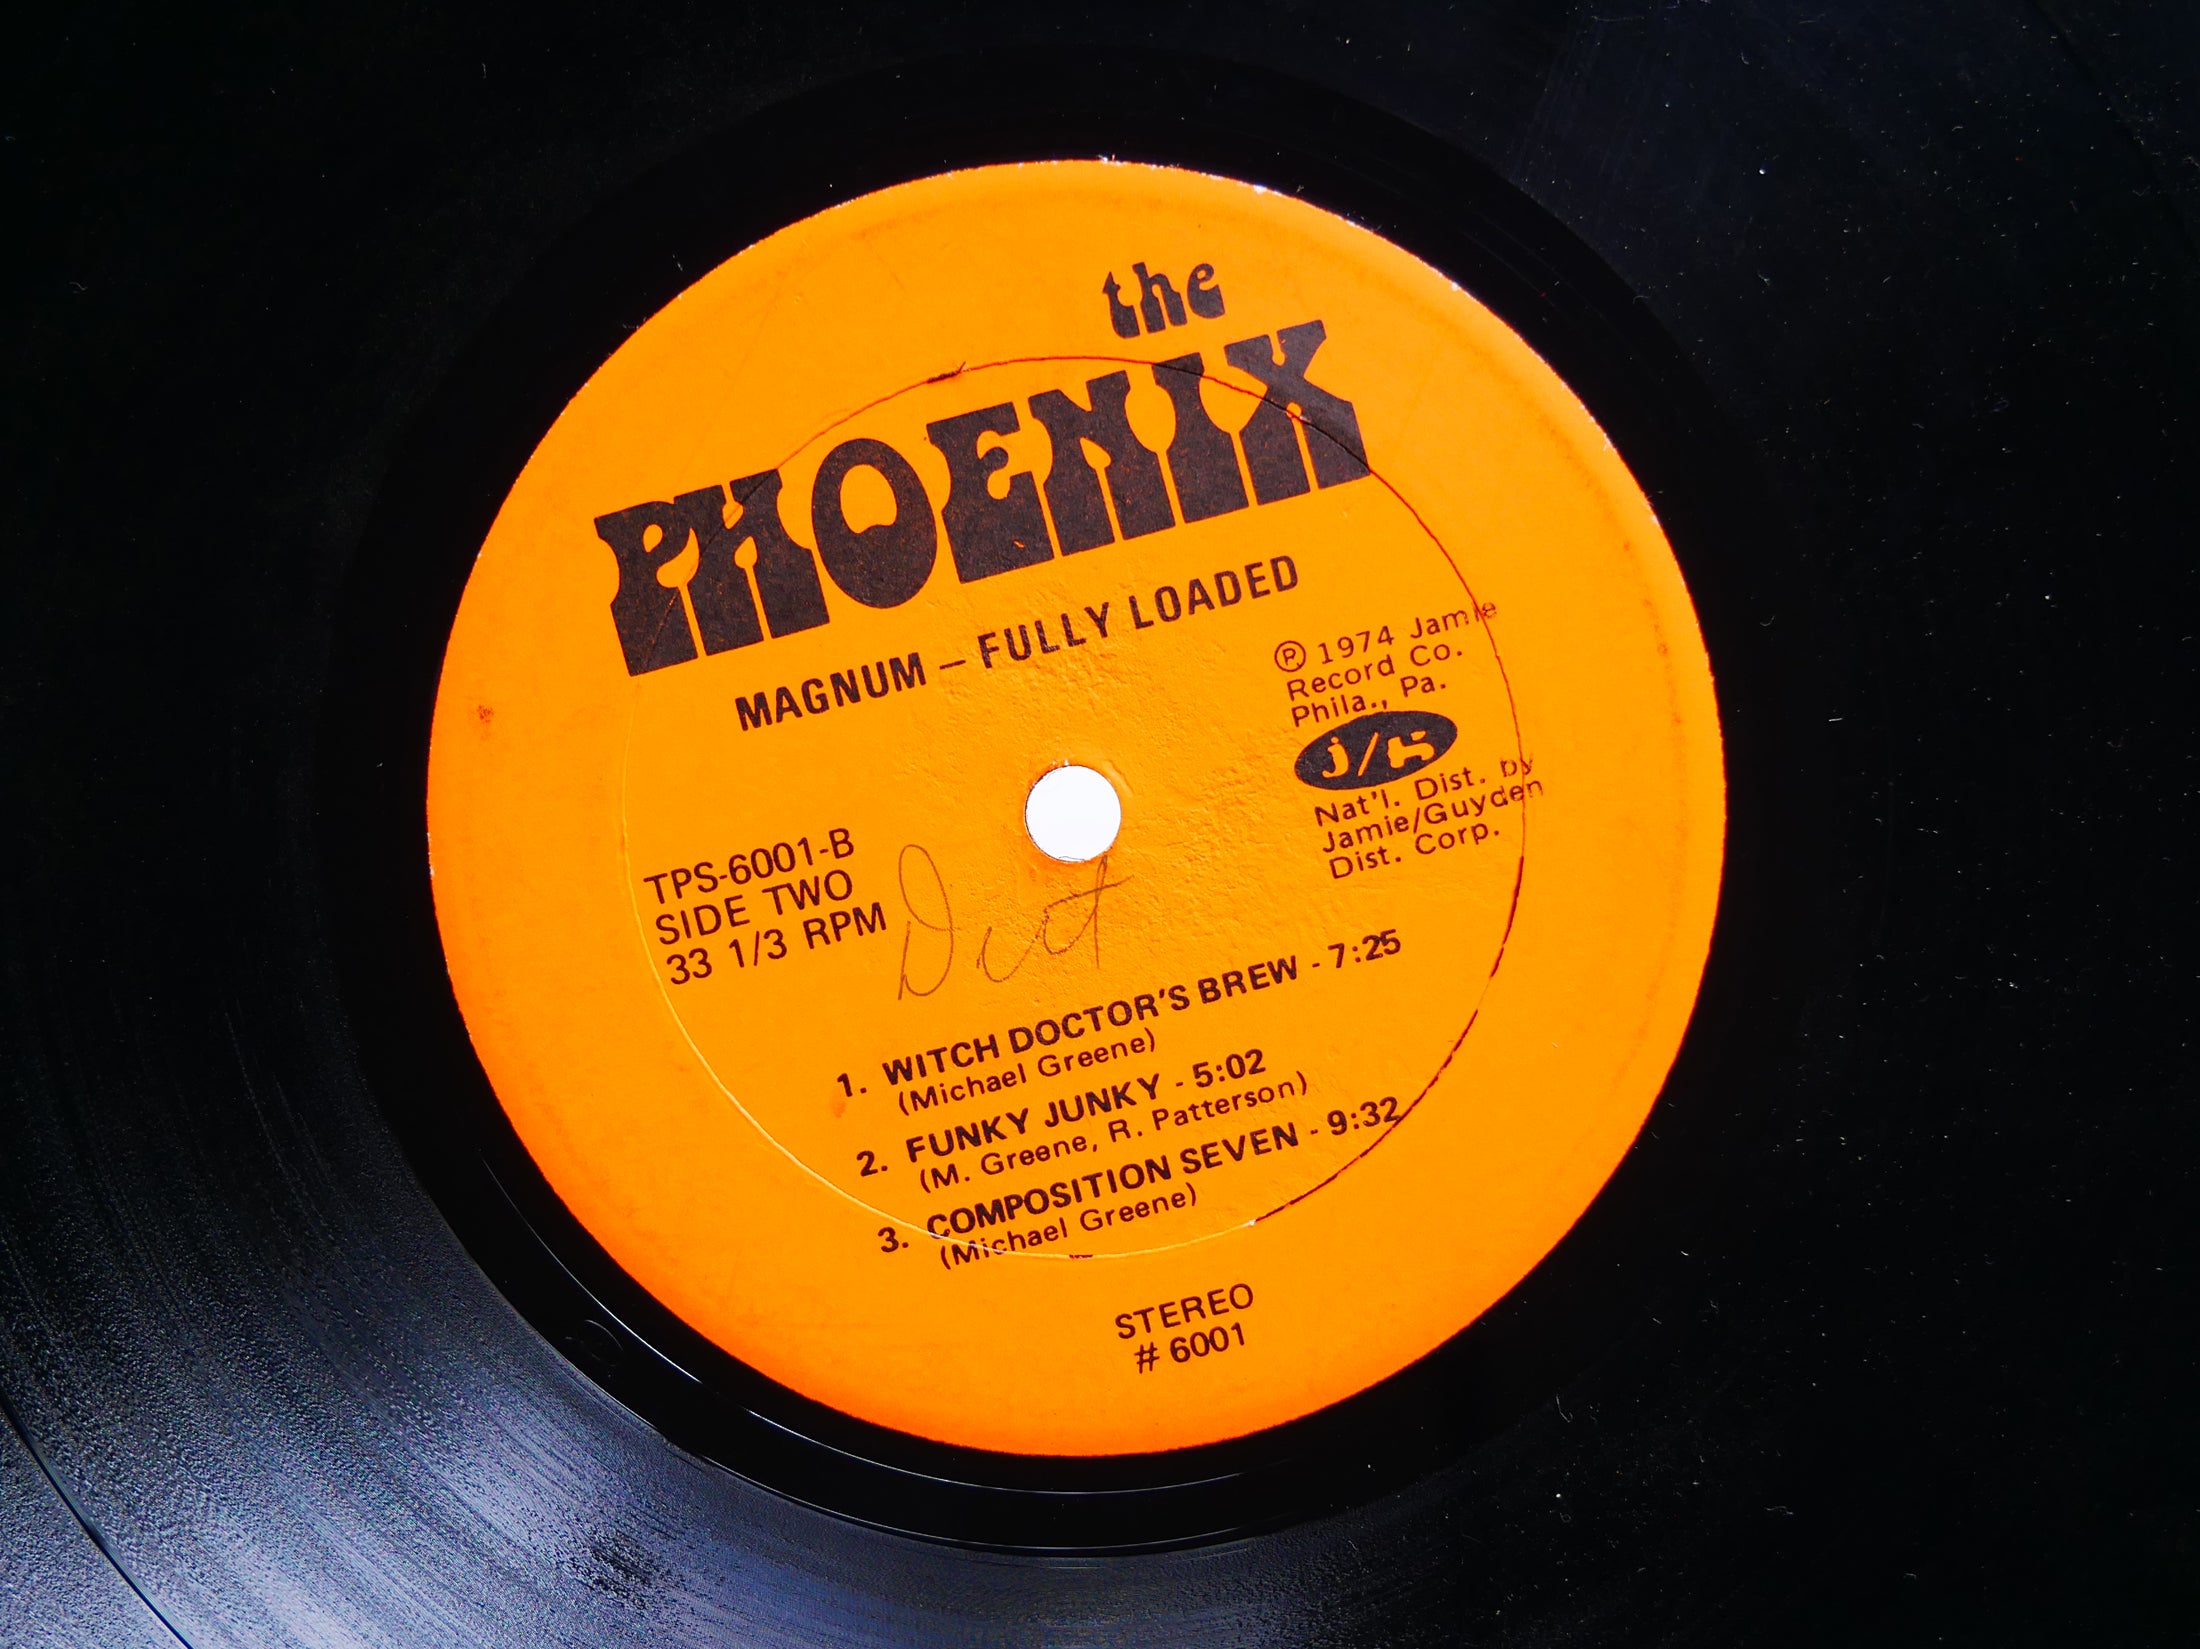 the
PHOENIX
MAGNUM – FULLY LOADED
Ⓟ 1974 Jamie
Record Co.
Phila., Pa.
j/G
Nat'l. Dist. by
Jamie/Guyden
Dist. Corp.
TPS-6001-B
SIDE TWO
33 1/3 RPM
1. WITCH DOCTOR'S BREW - 7:25
(Michael Greene)
2. FUNKY JUNKY - 5:02
(M. Greene, R. Patterson)
3. COMPOSITION SEVEN - 9:32
(Michael Greene)
STEREO
# 6001